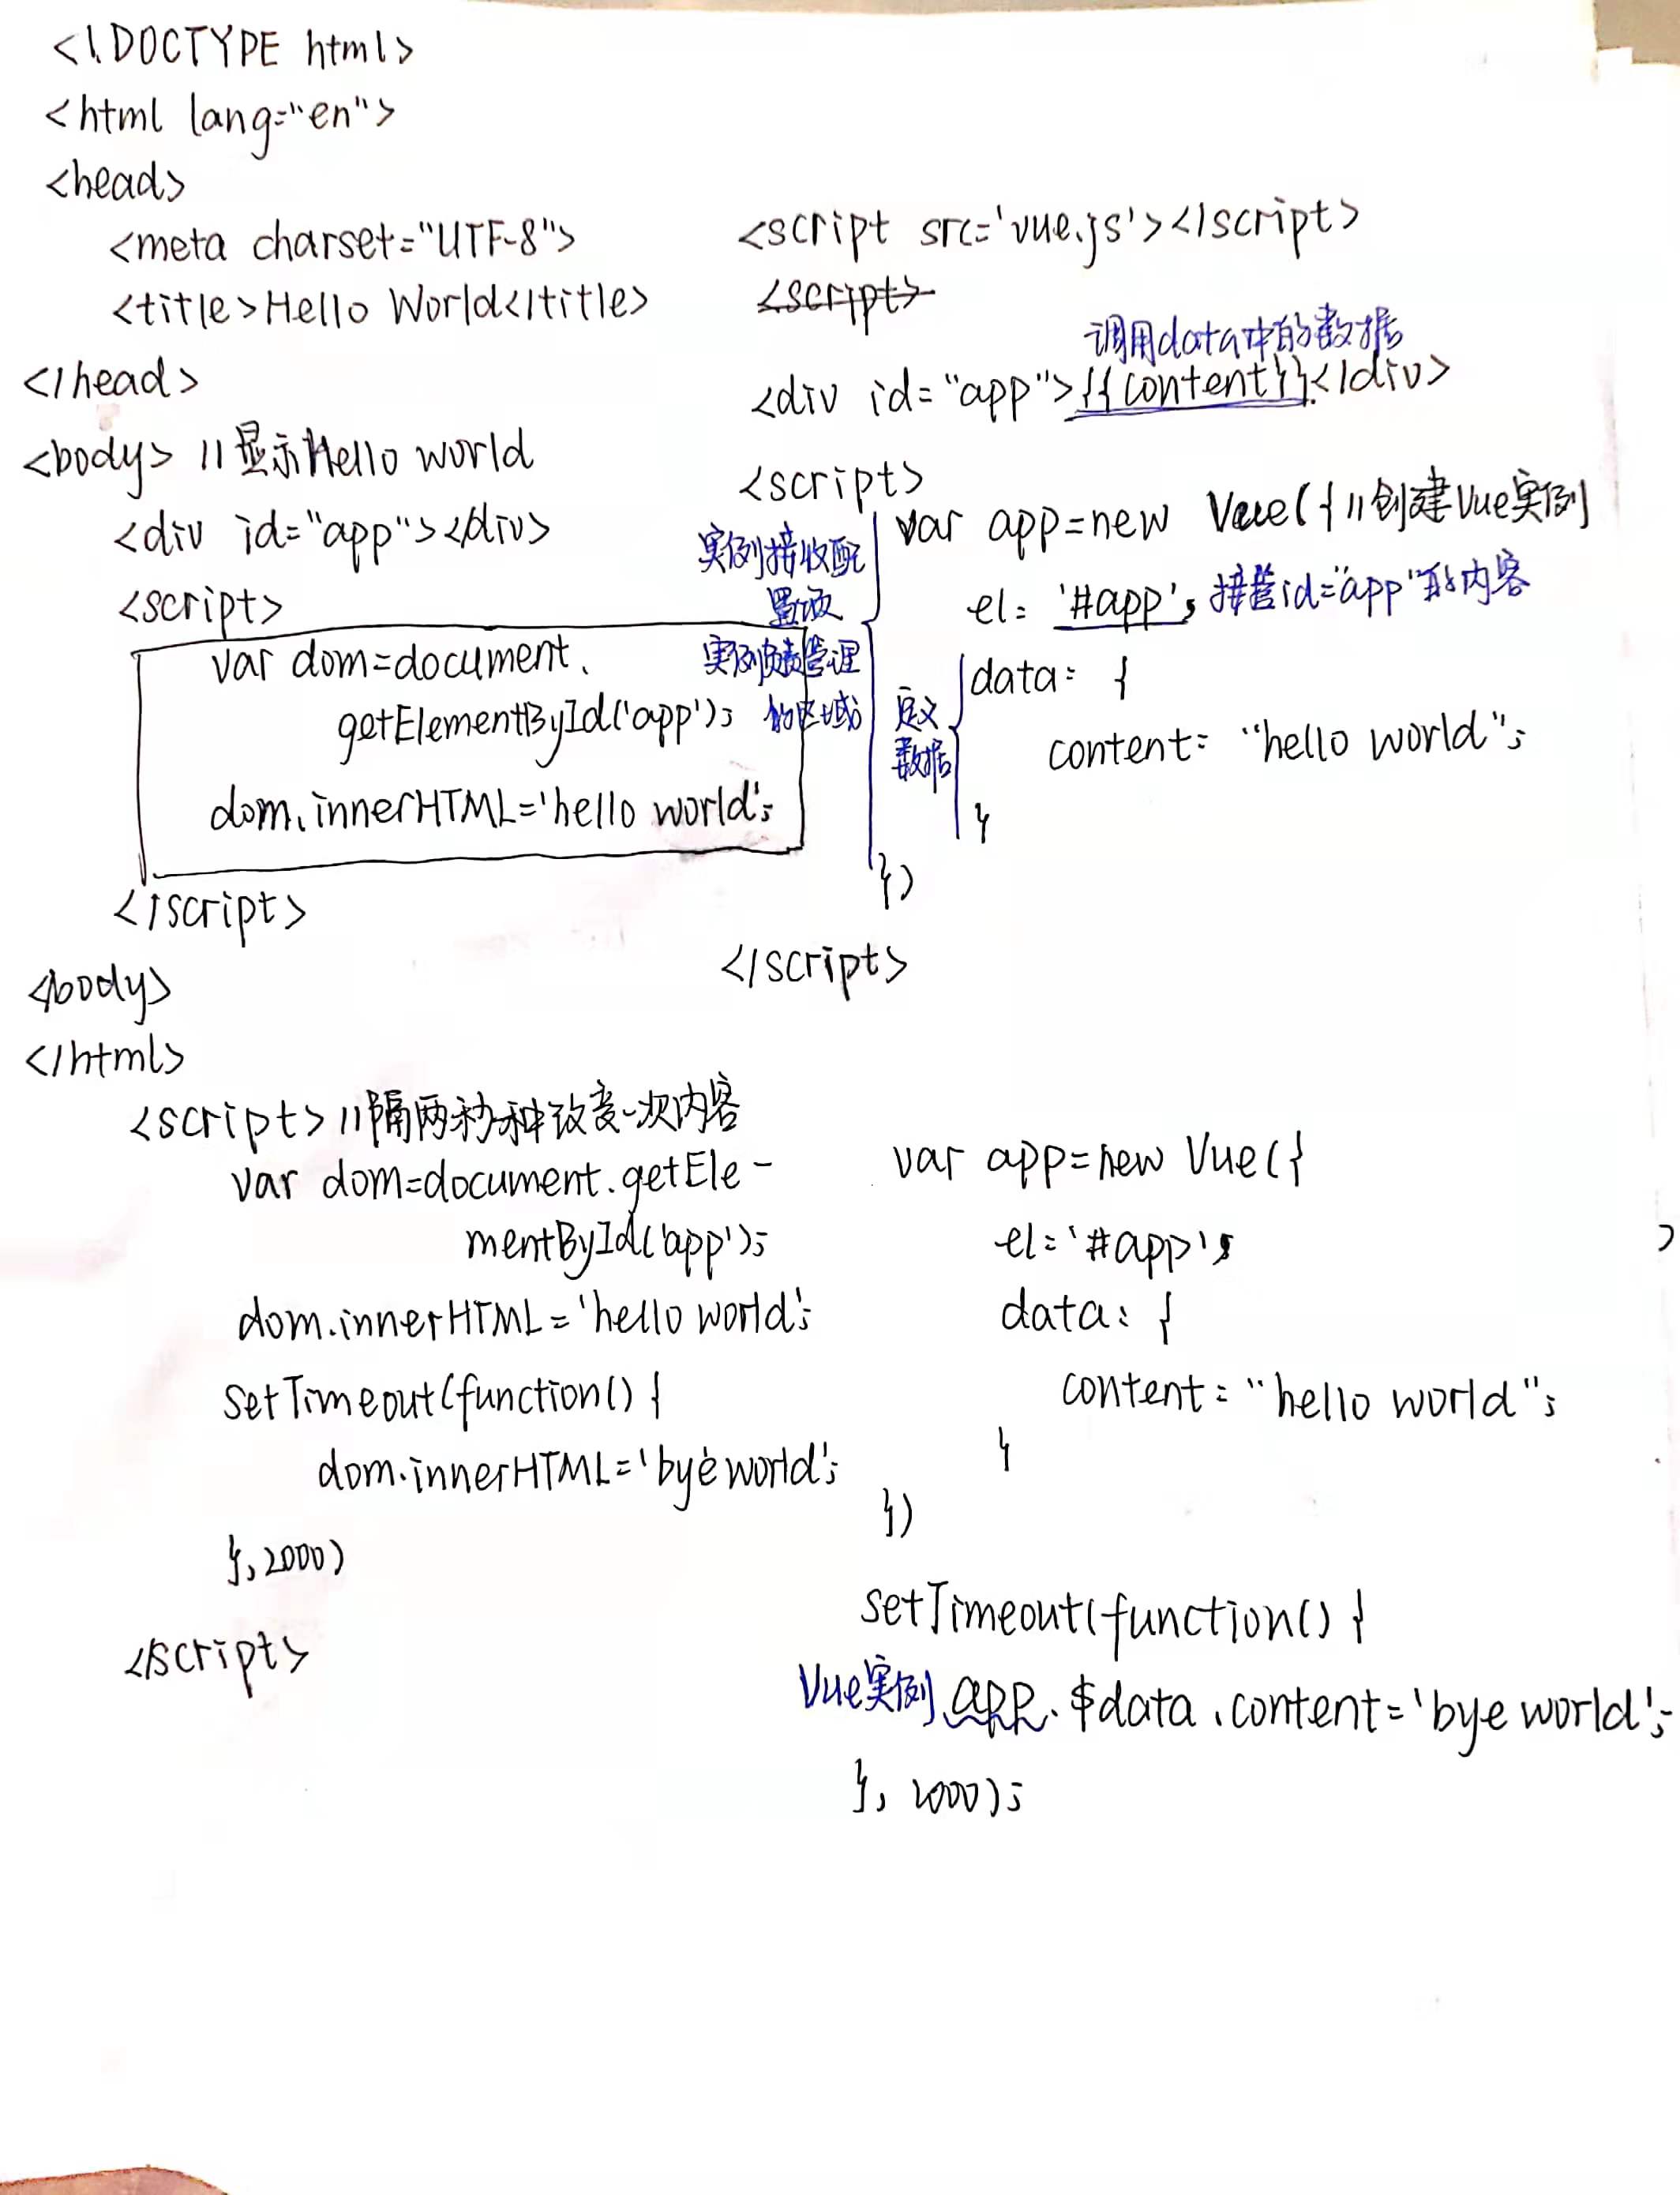 <!DOCTYPE html>
<html lang="en">
<head>
<meta charset="UTF-8">
<title>Hello World</title>
</head>
<body> //显示Hello world
<div id="app"></div>
<script>
var dom=document.
getElementById('app');
dom.innerHTML='hello world';
</script>
</body>
</html>
<script src='vue.js'></script>
<script>
调用data中的数据
<div id="app">{{content}}</div>
<script>
var app=new Vue({ //创建Vue实例
实例接收配
置项
el: '#app', 接管id="app"的内容
实例负责管理
的区域
定义
数据
data: {
content: "hello world";
}
})
</script>
<script> //隔两秒种改变一次内容
var dom=document.getEle-
mentById('app');
dom.innerHTML='hello world';
setTimeout(function() {
dom.innerHTML='bye world';
},2000)
</script>
var app=new Vue({
el: '#app',
data: {
content: "hello world";
}
})
setTimeout(function() {
Vue实例 app.$data.content='bye world';
}, 2000);